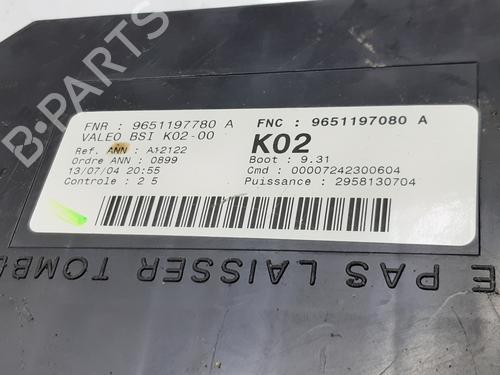 B-PARTS
FNR : 9651197780 A FNC : 9651197080 A
VALEO BSI K02-00 K02
Ref. ANN : A12122 Boot : 9.31
Ordre ANN : 0899 Cmd : 00007242300604
13/07/04 20:55 Puissance : 2958130704
Controle : 2 5
E PAS LAISSER TOMBE